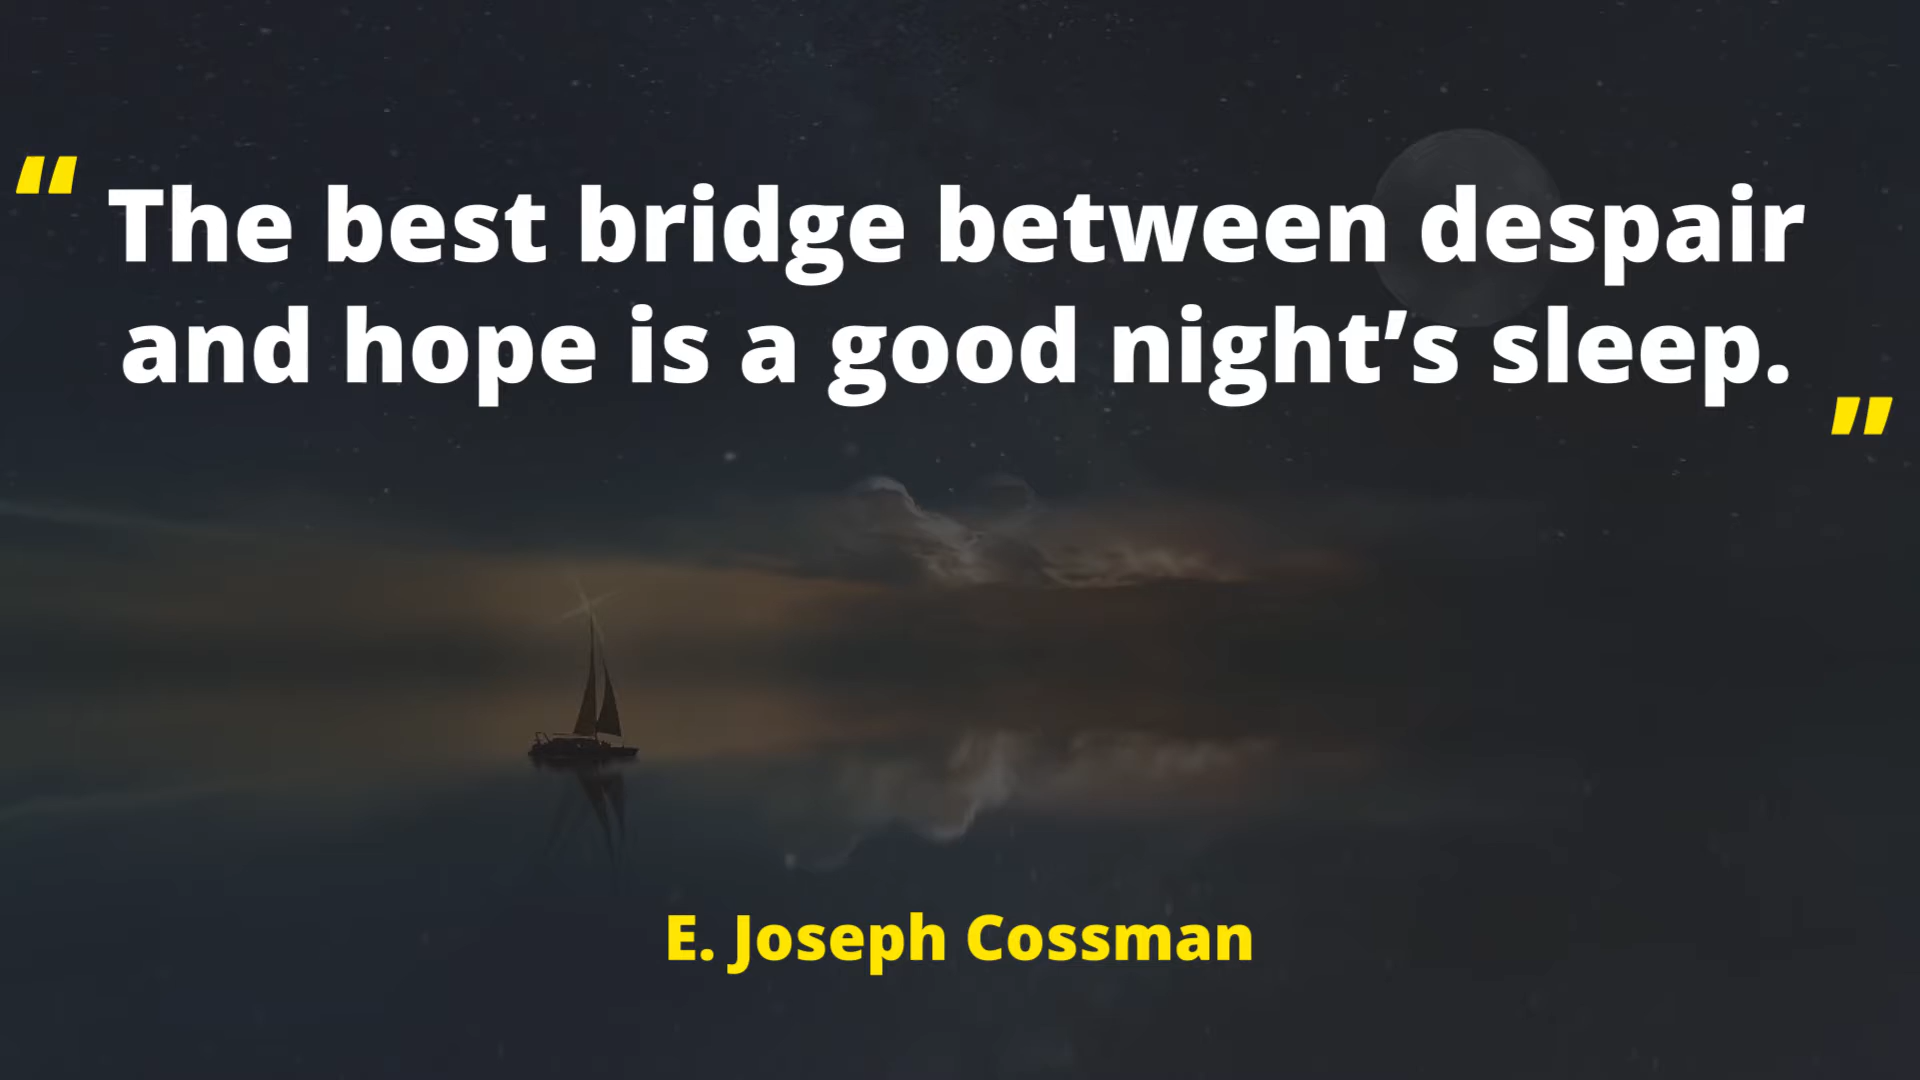 “ The best bridge between despair
and hope is a good night’s sleep. ”
E. Joseph Cossman